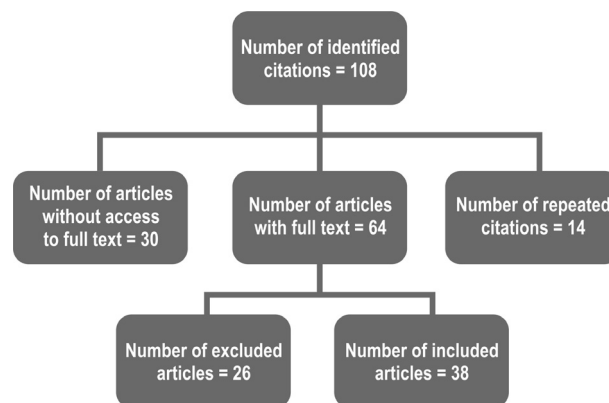 Number of identified
citations = 108
Number of articles
without access
to full text = 30
Number of articles
with full text = 64
Number of repeated
citations = 14
Number of excluded
articles = 26
Number of included
articles = 38